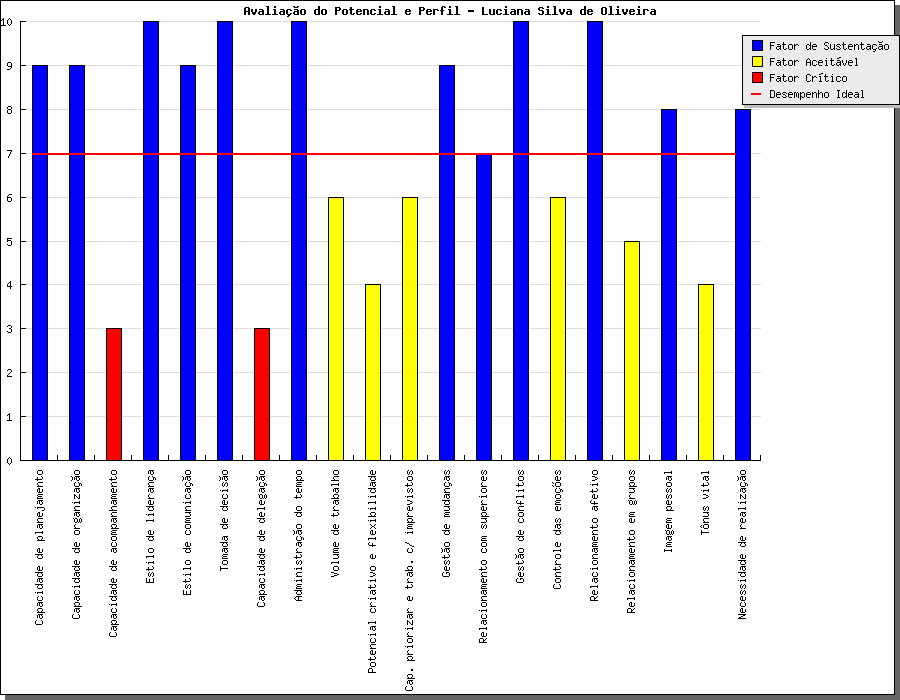 Avaliação do Potencial e Perfil - Luciana Silva de Oliveira
Fator de Sustentação
Fator Aceitável
Fator Crítico
Desempenho Ideal
10
9
8
7
6
5
4
3
2
1
0
Capacidade de planejamento
Capacidade de organização
Capacidade de acompanhamento
Estilo de liderança
Estilo de comunicação
Tomada de decisão
Capacidade de delegação
Administração do tempo
Volume de trabalho
Potencial criativo e flexibilidade
Cap. priorizar e trab. c/ imprevistos
Gestão de mudanças
Relacionamento com superiores
Gestão de conflitos
Controle das emoções
Relacionamento afetivo
Relacionamento em grupos
Imagem pessoal
Tônus vital
Necessidade de realização